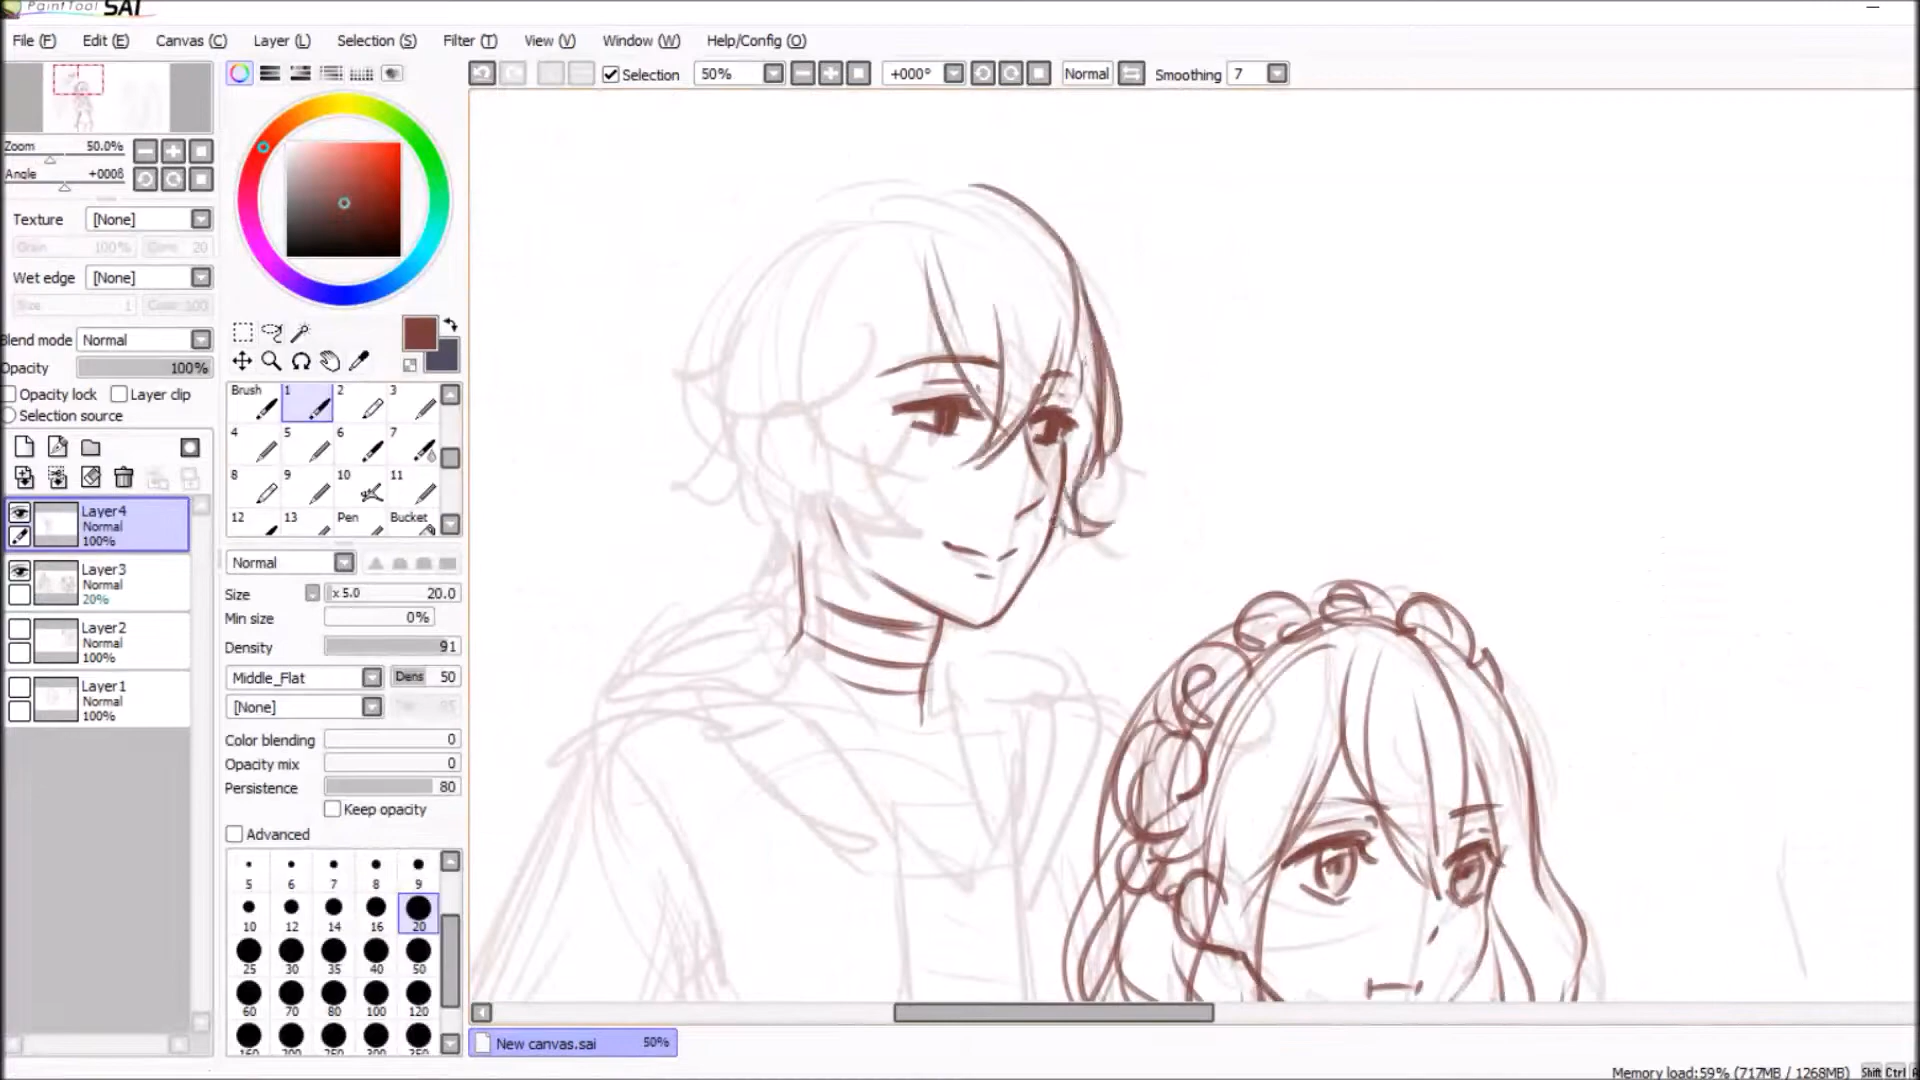 PaintTool SAI
File (F) Edit (E) Canvas (C) Layer (L) Selection (S) Filter (T) View (V) Window (W) Help/Config (O)
Selection 50% +000° Normal Smoothing 7
Zoom 50.0%
Angle
Texture [None]
100% 20
Wet edge [None]
Size 1 100
Blend mode Normal
Opacity 100%
Opacity lock Layer clip
Selection source
Layer4
Normal
100%
Layer3
Normal
20%
Layer2
Normal
100%
Layer1
Normal
100%
Brush 1 2 3
4 5 6 7
8 9 10 11
12 13 Pen Bucket
Normal
Size x 5.0 20.0
Min size 0%
Density 91
Middle_Flat Dens 50
[None]
Color blending 0
Opacity mix 0
Persistence 80
Keep opacity
Advanced
5 6 7 8 9
10 12 14 16 20
25 30 35 40 50
60 70 80 100 120
160 200 250 300 350
New canvas.sai 50%
Memory load:59% (717MB / 1268MB) Shift Ctrl